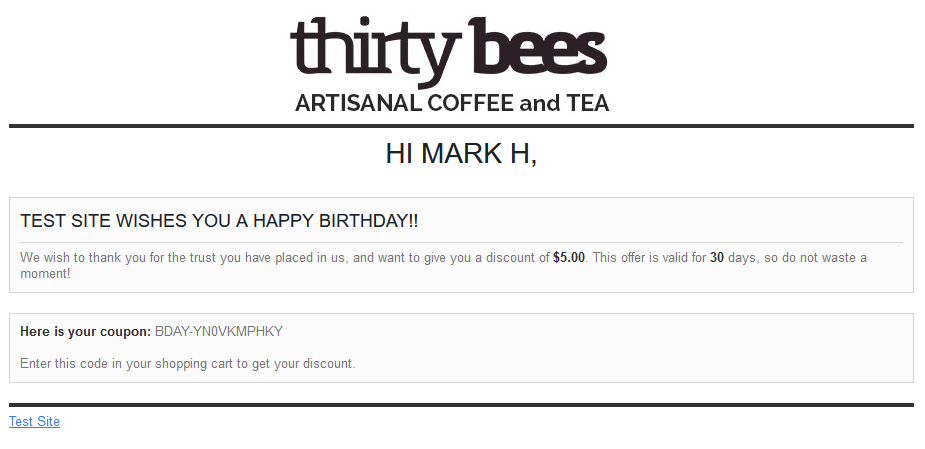 thirty bees
ARTISANAL COFFEE and TEA
HI MARK H,
TEST SITE WISHES YOU A HAPPY BIRTHDAY!!
We wish to thank you for the trust you have placed in us, and want to give you a discount of $5.00. This offer is valid for 30 days, so do not waste a
moment!
Here is your coupon: BDAY-YN0VKMPHKY
Enter this code in your shopping cart to get your discount.
Test Site